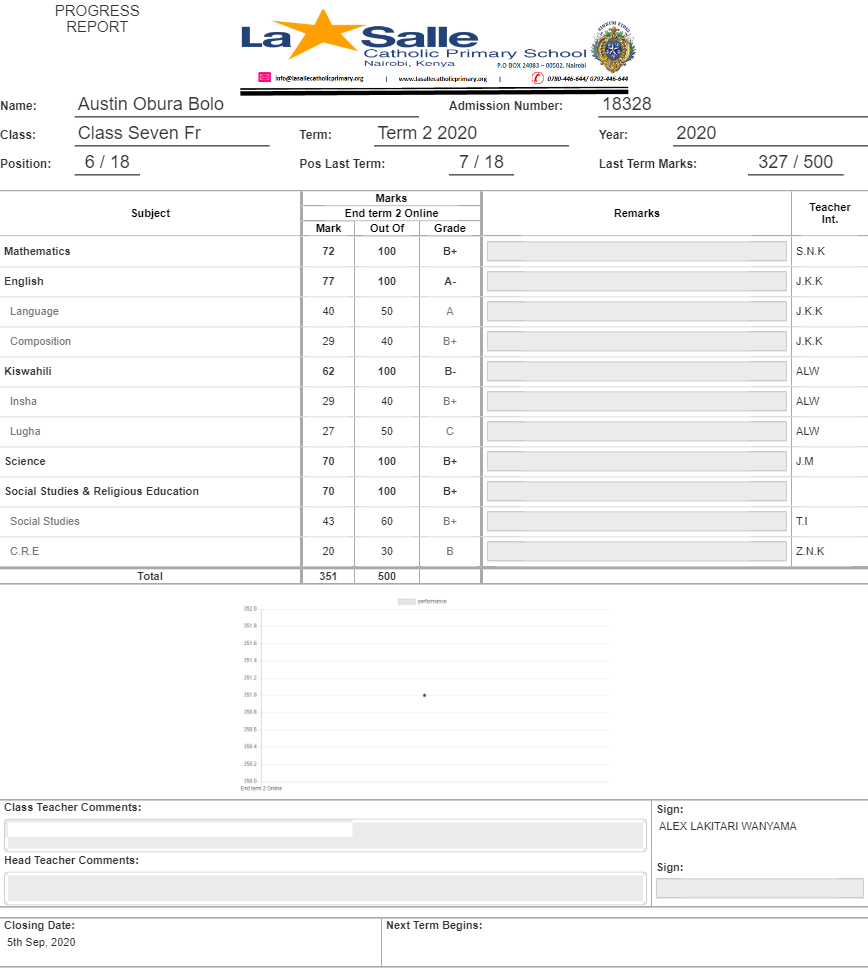 PROGRESS
REPORT
La Salle
Catholic Primary School
Nairobi, Kenya
P.O BOX 24083 – 00502, Nairobi
info@lasallecatholicprimary.org | www.lasallecatholicprimary.org | 0780-446-644/ 0792-446-644
Name: Austin Obura Bolo Admission Number: 18328
Class: Class Seven Fr Term: Term 2 2020 Year: 2020
Position: 6 / 18 Pos Last Term: 7 / 18 Last Term Marks: 327 / 500
Subject Marks Remarks Teacher Int.
End term 2 Online
Mark Out Of Grade
Mathematics 72 100 B+ S.N.K
English 77 100 A- J.K.K
Language 40 50 A J.K.K
Composition 29 40 B+ J.K.K
Kiswahili 62 100 B- ALW
Insha 29 40 B+ ALW
Lugha 27 50 C ALW
Science 70 100 B+ J.M
Social Studies & Religious Education 70 100 B+
Social Studies 43 60 B+ T.I
C.R.E 20 30 B Z.N.K
Total 351 500
performance
352.0
351.8
351.6
351.4
351.2
351.0
350.8
350.6
350.4
350.2
350.0
End term 2 Online
Class Teacher Comments: Sign:
ALEX LAKITARI WANYAMA
Head Teacher Comments:
Sign:
Closing Date: Next Term Begins:
5th Sep, 2020